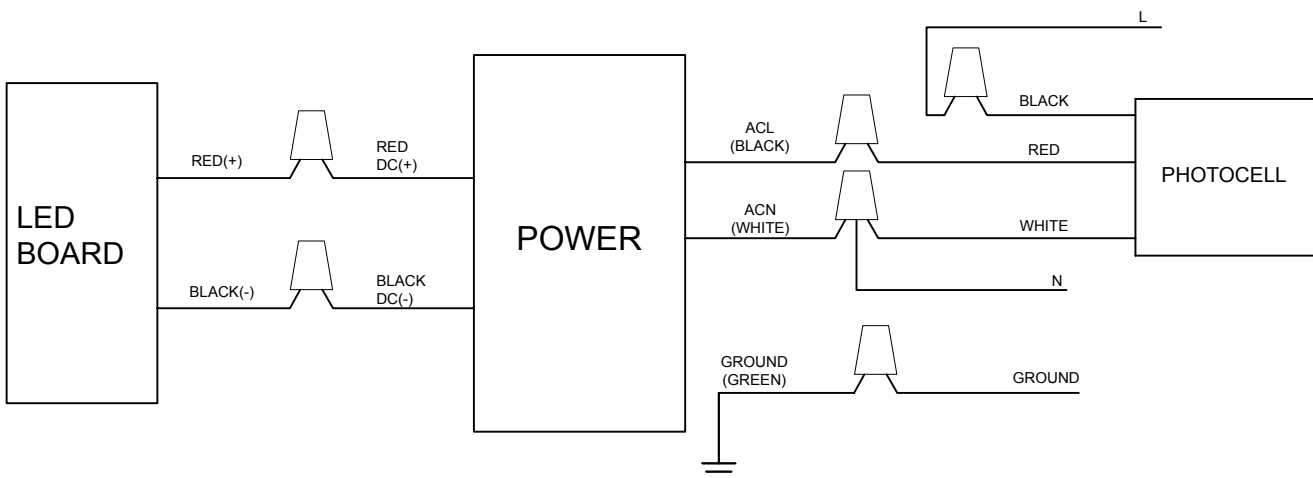 L
BLACK
ACL
(BLACK)
RED
RED(+)
RED
DC(+)
PHOTOCELL
LED
BOARD
POWER
ACN
(WHITE)
WHITE
BLACK(-)
BLACK
DC(-)
N
GROUND
(GREEN)
GROUND